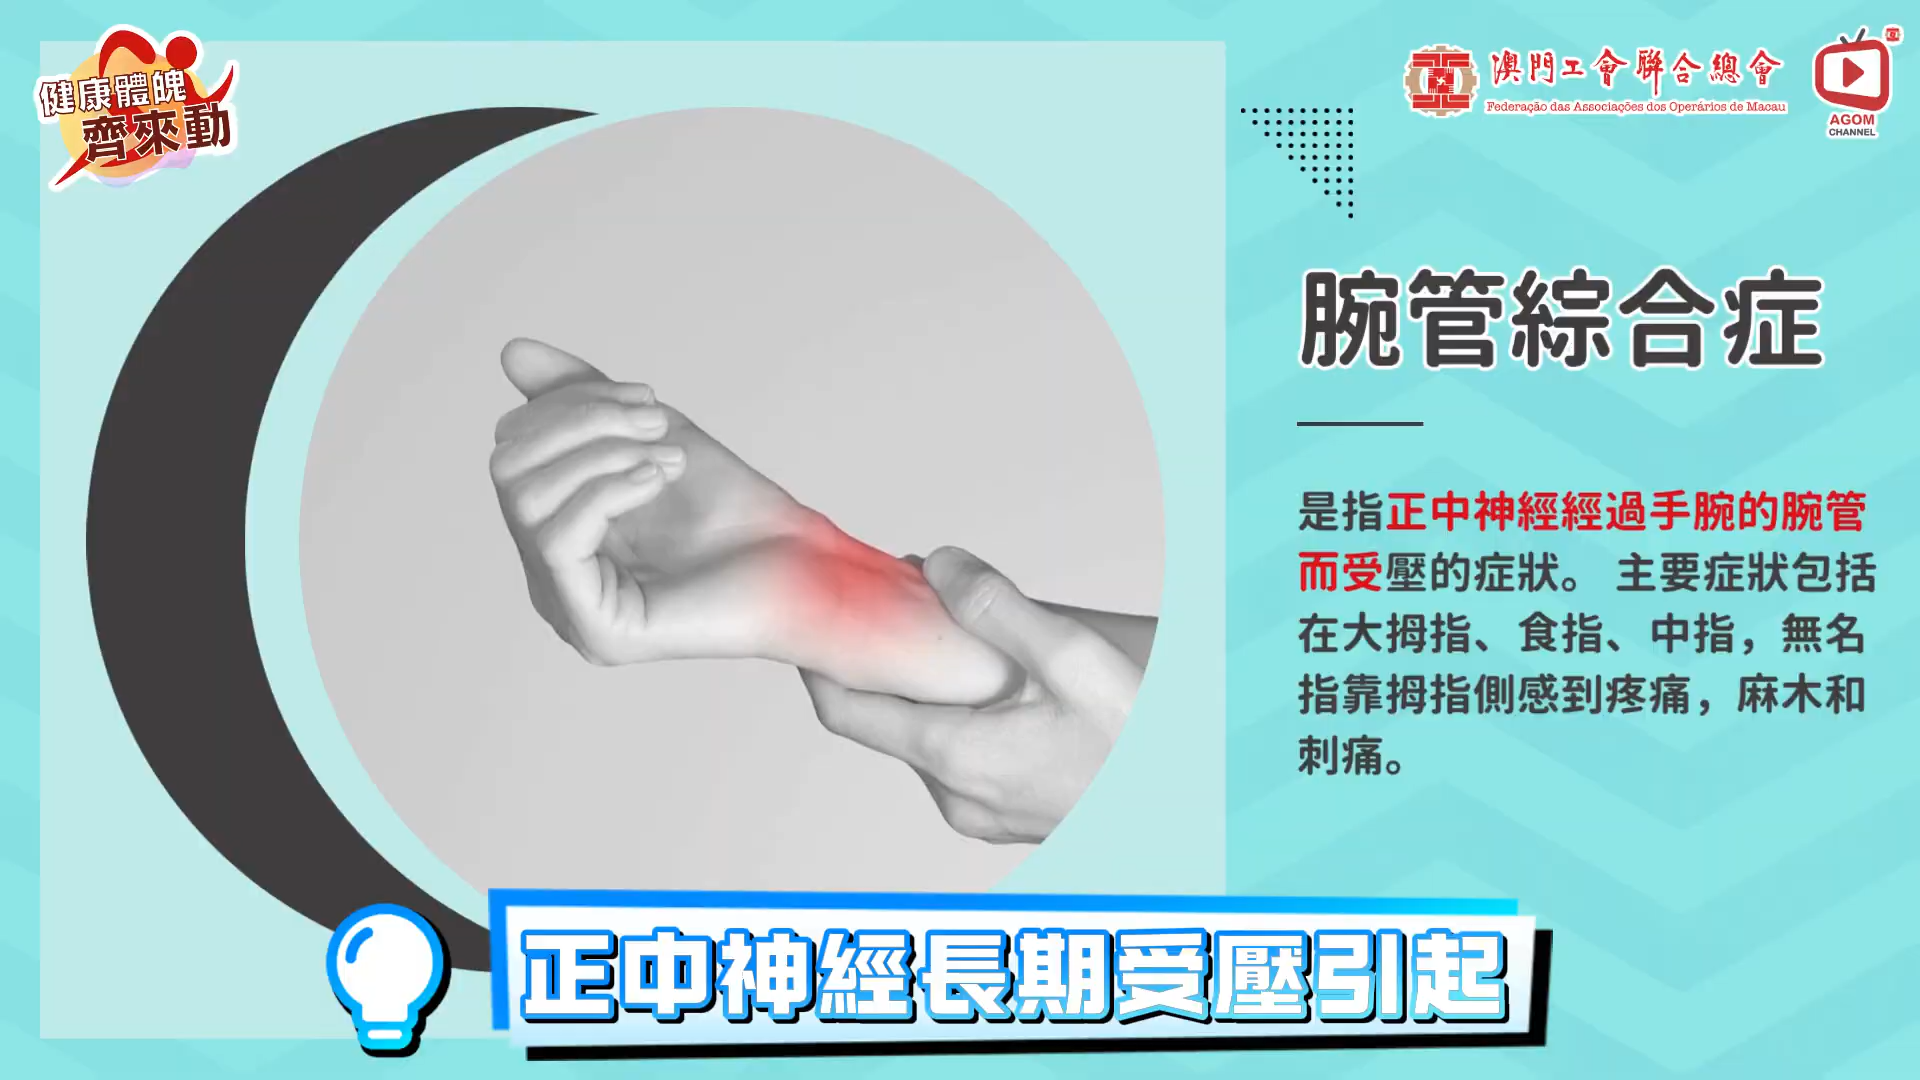 健康體魄
齊來動
澳門工會聯合總會
Federação das Associações dos Operários de Macau
AGOM
CHANNEL
腕管綜合症
是指正中神經經過手腕的腕管
而受壓的症狀。 主要症狀包括
在大拇指、食指、中指，無名
指靠拇指側感到疼痛，麻木和
刺痛。
正中神經長期受壓引起